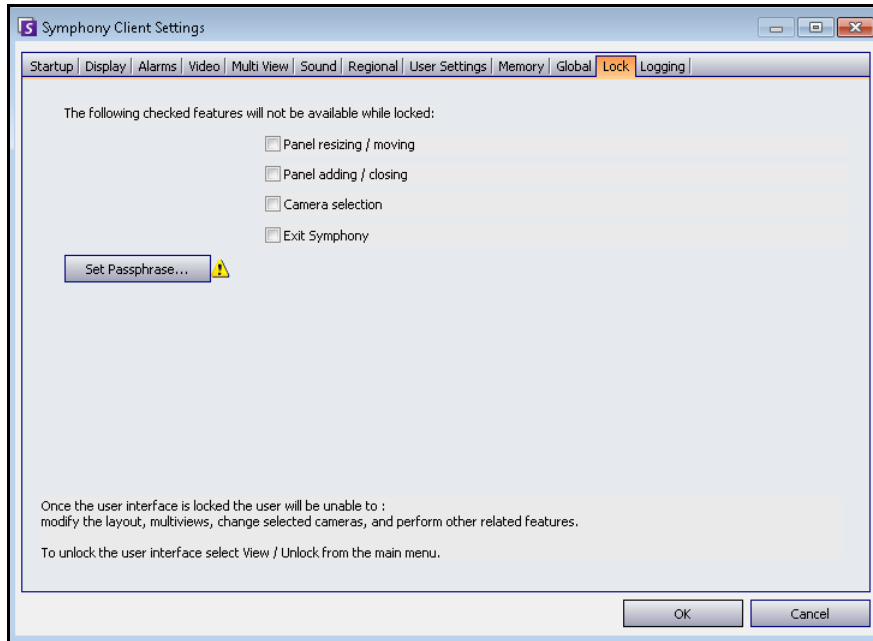 Symphony Client Settings
Startup Display Alarms Video Multi View Sound Regional User Settings Memory Global Lock Logging
The following checked features will not be available while locked:
Panel resizing / moving
Panel adding / closing
Camera selection
Exit Symphony
Set Passphrase...
Once the user interface is locked the user will be unable to :
modify the layout, multiviews, change selected cameras, and perform other related features.
To unlock the user interface select View / Unlock from the main menu.
OK Cancel